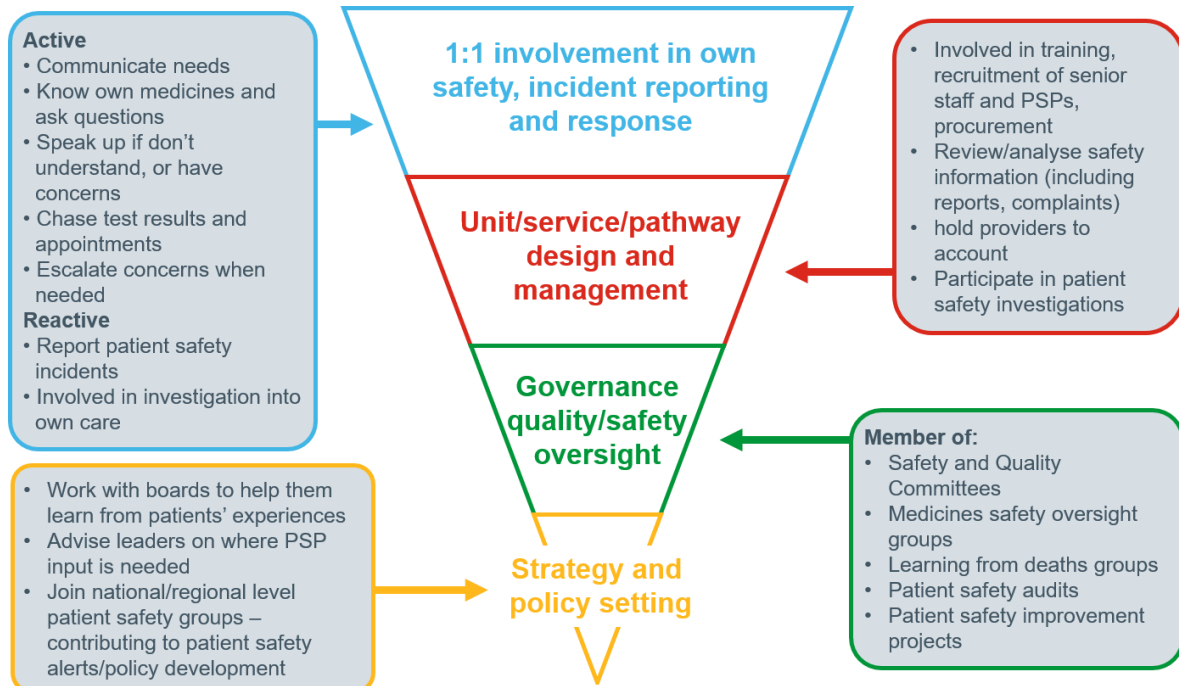 Active
• Communicate needs
• Know own medicines and
ask questions
• Speak up if don’t
understand, or have
concerns
• Chase test results and
appointments
• Escalate concerns when
needed
Reactive
• Report patient safety
incidents
• Involved in investigation into
own care
1:1 involvement in own
safety, incident reporting
and response
• Involved in training,
recruitment of senior
staff and PSPs,
procurement
• Review/analyse safety
information (including
reports, complaints)
• hold providers to
account
• Participate in patient
safety investigations
Unit/service/pathway
design and
management
Governance
quality/safety
oversight
Member of:
• Safety and Quality
Committees
• Medicines safety oversight
groups
• Learning from deaths groups
• Patient safety audits
• Patient safety improvement
projects
• Work with boards to help them
learn from patients’ experiences
• Advise leaders on where PSP
input is needed
• Join national/regional level
patient safety groups –
contributing to patient safety
alerts/policy development
Strategy and
policy setting